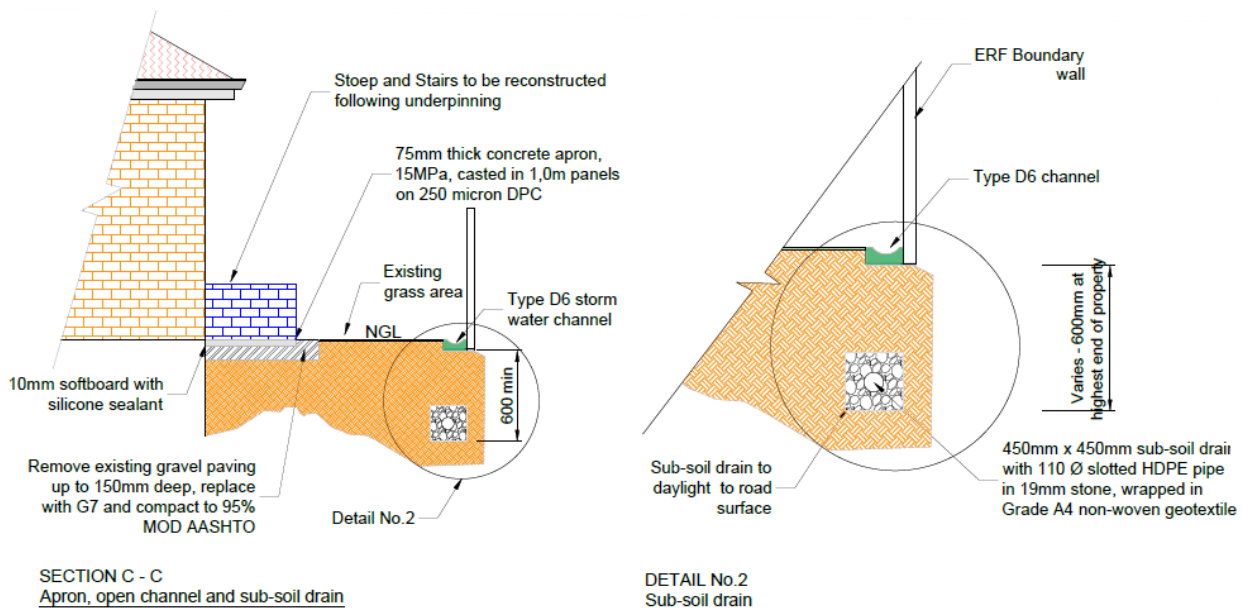 Stoep and Stairs to be reconstructed
following underpinning
75mm thick concrete apron,
15MPa, casted in 1,0m panels
on 250 micron DPC
Existing
grass area
NGL
Type D6 storm
water channel
10mm softboard with
silicone sealant
600 min
Remove existing gravel paving
up to 150mm deep, replace
with G7 and compact to 95%
MOD AASHTO
Detail No.2
SECTION C - C
Apron, open channel and sub-soil drain
ERF Boundary
wall
Type D6 channel
Varies - 600mm at
highest end of property
Sub-soil drain to
daylight to road
surface
450mm x 450mm sub-soil drain
with 110 Ø slotted HDPE pipe
in 19mm stone, wrapped in
Grade A4 non-woven geotextile
DETAIL No.2
Sub-soil drain